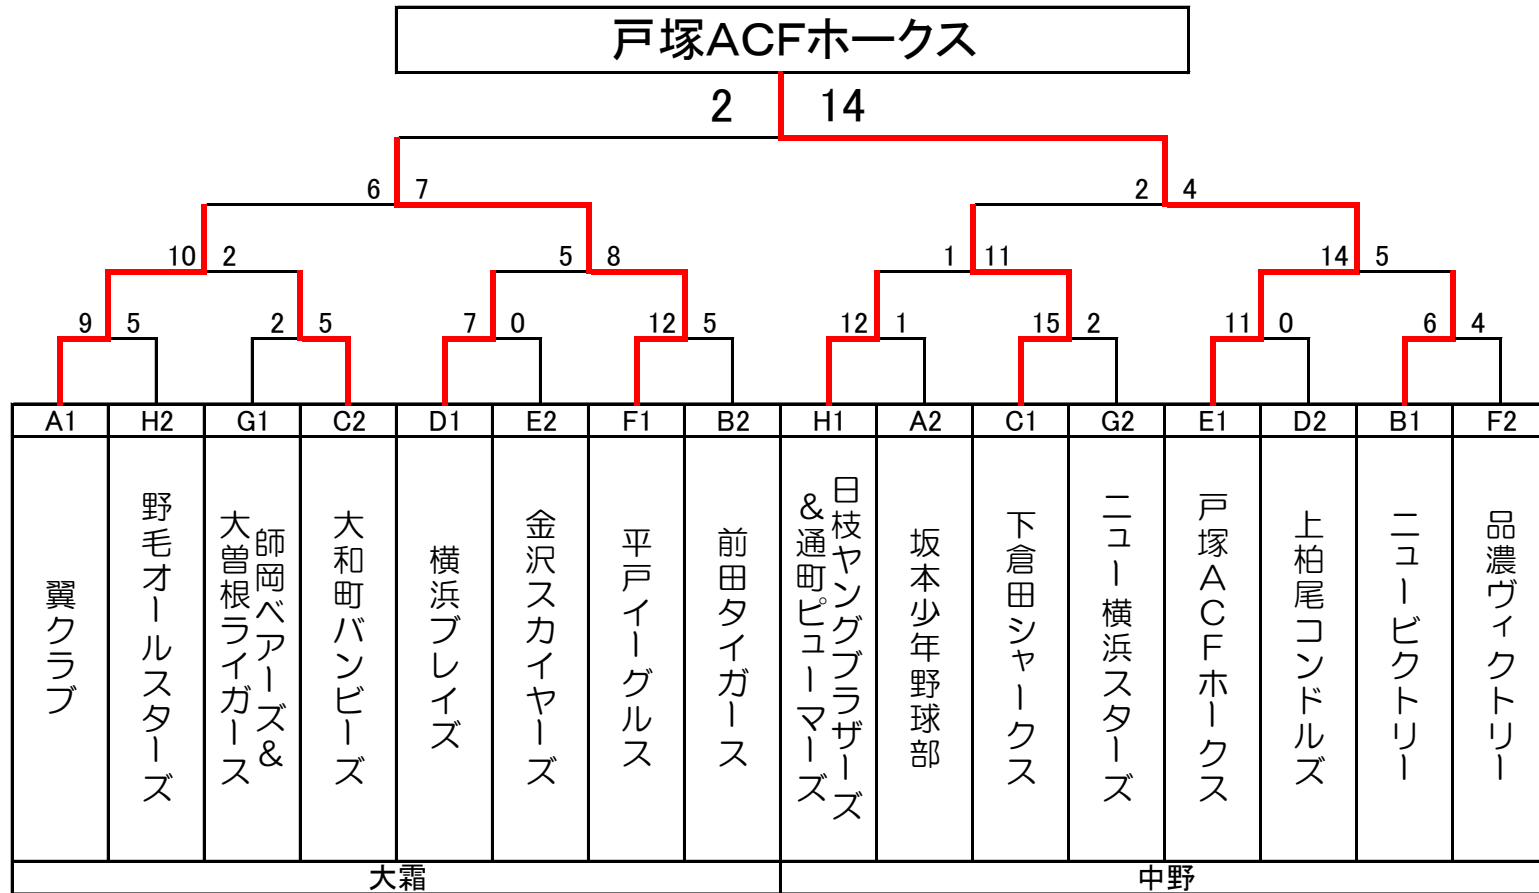 戸塚ACFホークス
2 14
6 7 2 4
10 2 5 8 1 11 14 5
9 5 2 5 7 0 12 5 12 1 15 2 11 0 6 4
A1 H2 G1 C2 D1 E2 F1 B2 H1 A2 C1 G2 E1 D2 B1 F2
翼クラブ
野毛オールスターズ
師岡ベアーズ&
大曽根ライガース
大和町バンビーズ
横浜ブレイズ
金沢スカイヤーズ
平戸イーグルス
前田タイガース
日枝ヤングブラザーズ
&通町ピューマーズ
坂本少年野球部
下倉田シャークス
ニュー横浜スターズ
戸塚ACFホークス
上柏尾コンドルズ
ニュービクトリー
品濃ヴィクトリー
大霜 中野